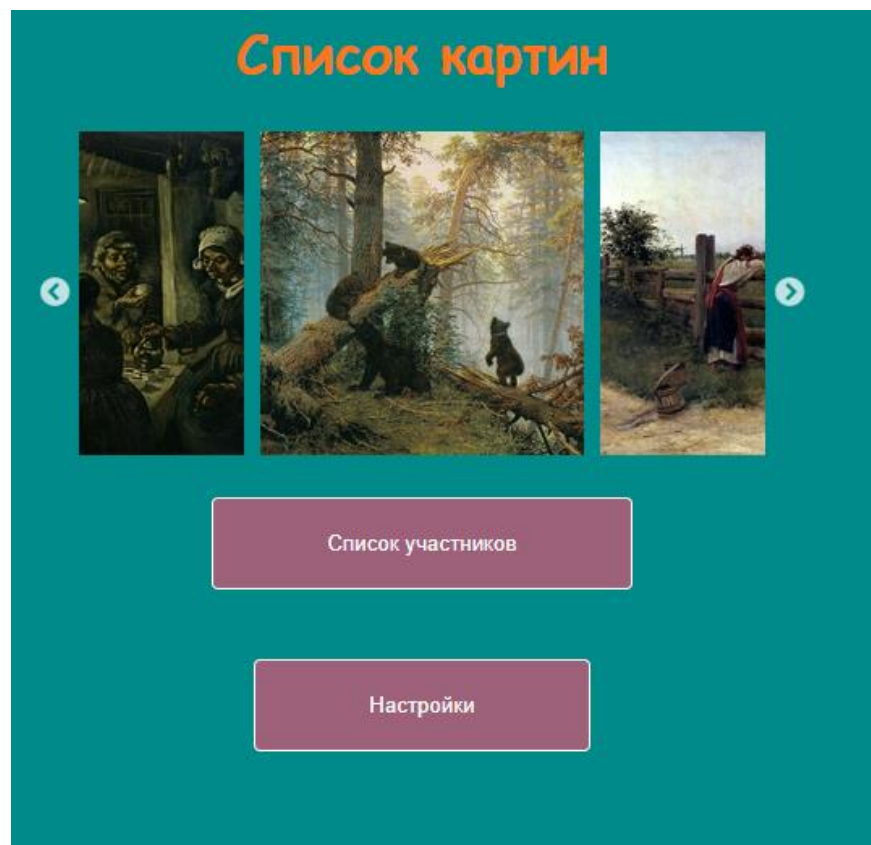 Список картин
Список участников
Настройки